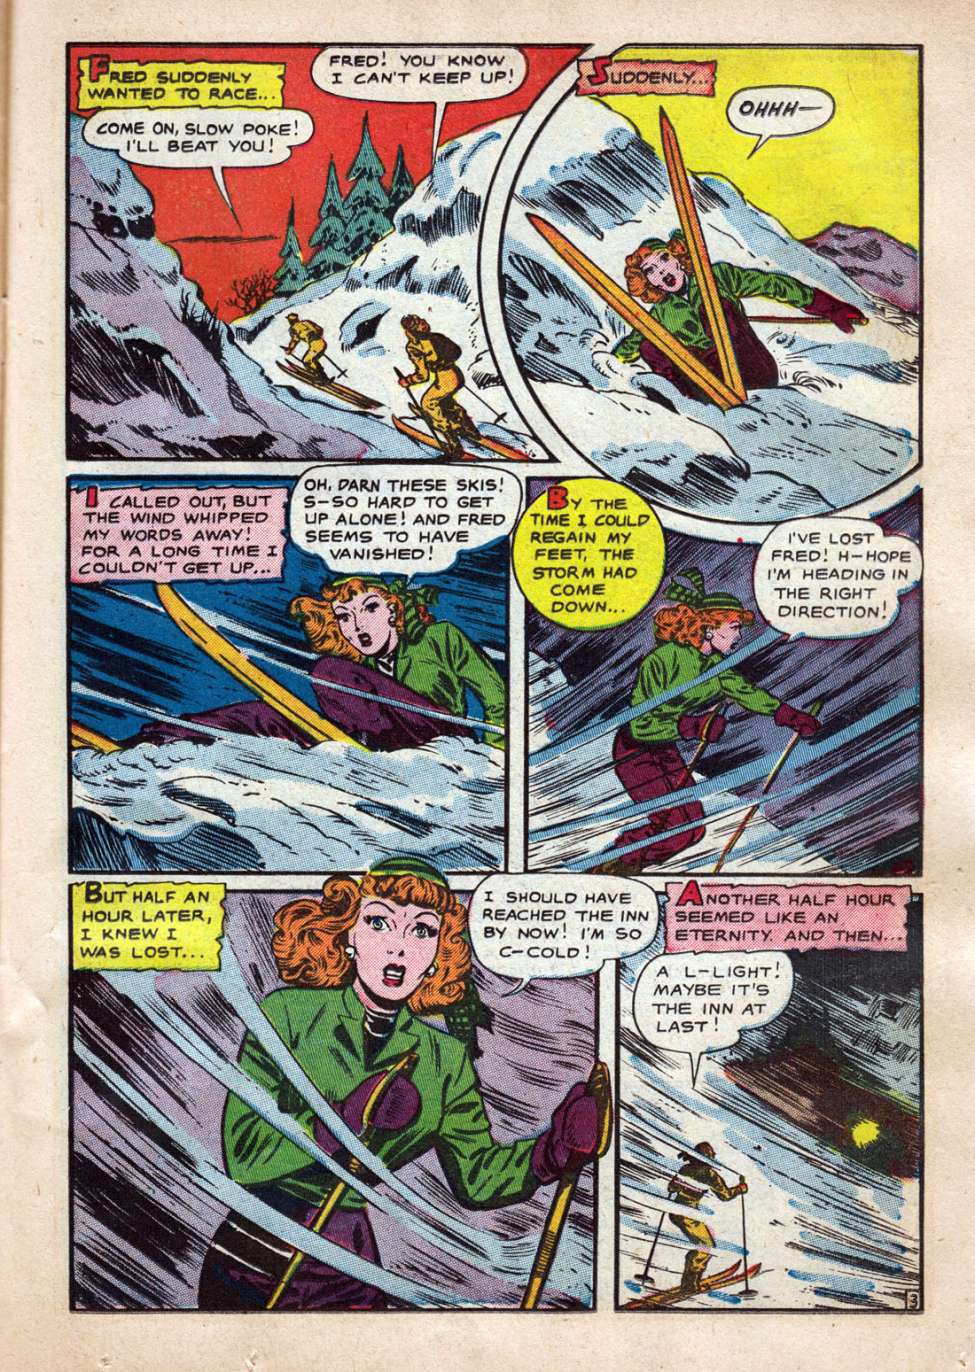 FRED SUDDENLY
WANTED TO RACE...
COME ON, SLOW POKE!
I'LL BEAT YOU!
FRED! YOU KNOW
I CAN'T KEEP UP!
SUDDENLY...
OHHH—
I CALLED OUT, BUT
THE WIND WHIPPED
MY WORDS AWAY!
FOR A LONG TIME I
COULDN'T GET UP...
OH, DARN THESE SKIS!
S-SO HARD TO GET
UP ALONE! AND FRED
SEEMS TO HAVE
VANISHED!
BY THE
TIME I COULD
REGAIN MY
FEET, THE
STORM HAD
COME
DOWN...
I'VE LOST
FRED! H-HOPE
I'M HEADING IN
THE RIGHT
DIRECTION!
BUT HALF AN
HOUR LATER,
I KNEW I
WAS LOST...
I SHOULD HAVE
REACHED THE INN
BY NOW! I'M SO
C-COLD!
ANOTHER HALF HOUR
SEEMED LIKE AN
ETERNITY. AND THEN...
A L-LIGHT!
MAYBE IT'S
THE INN AT
LAST!
3